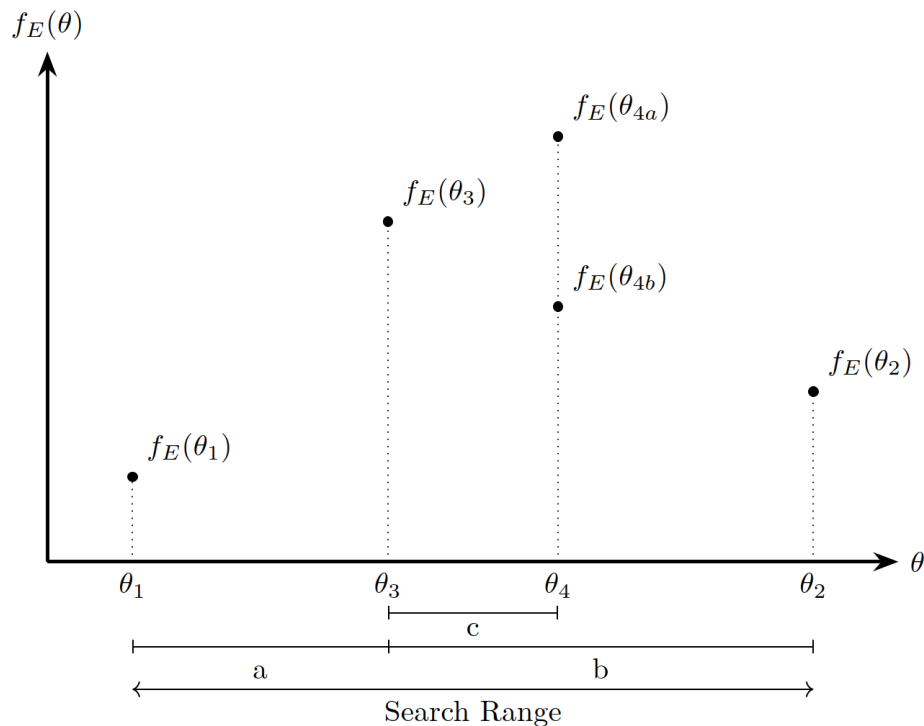 f_E(θ)
f_E(θ_{4a})
f_E(θ_3)
f_E(θ_{4b})
f_E(θ_2)
f_E(θ_1)
θ
θ_1 θ_3 θ_4 θ_2
c
a b
Search Range